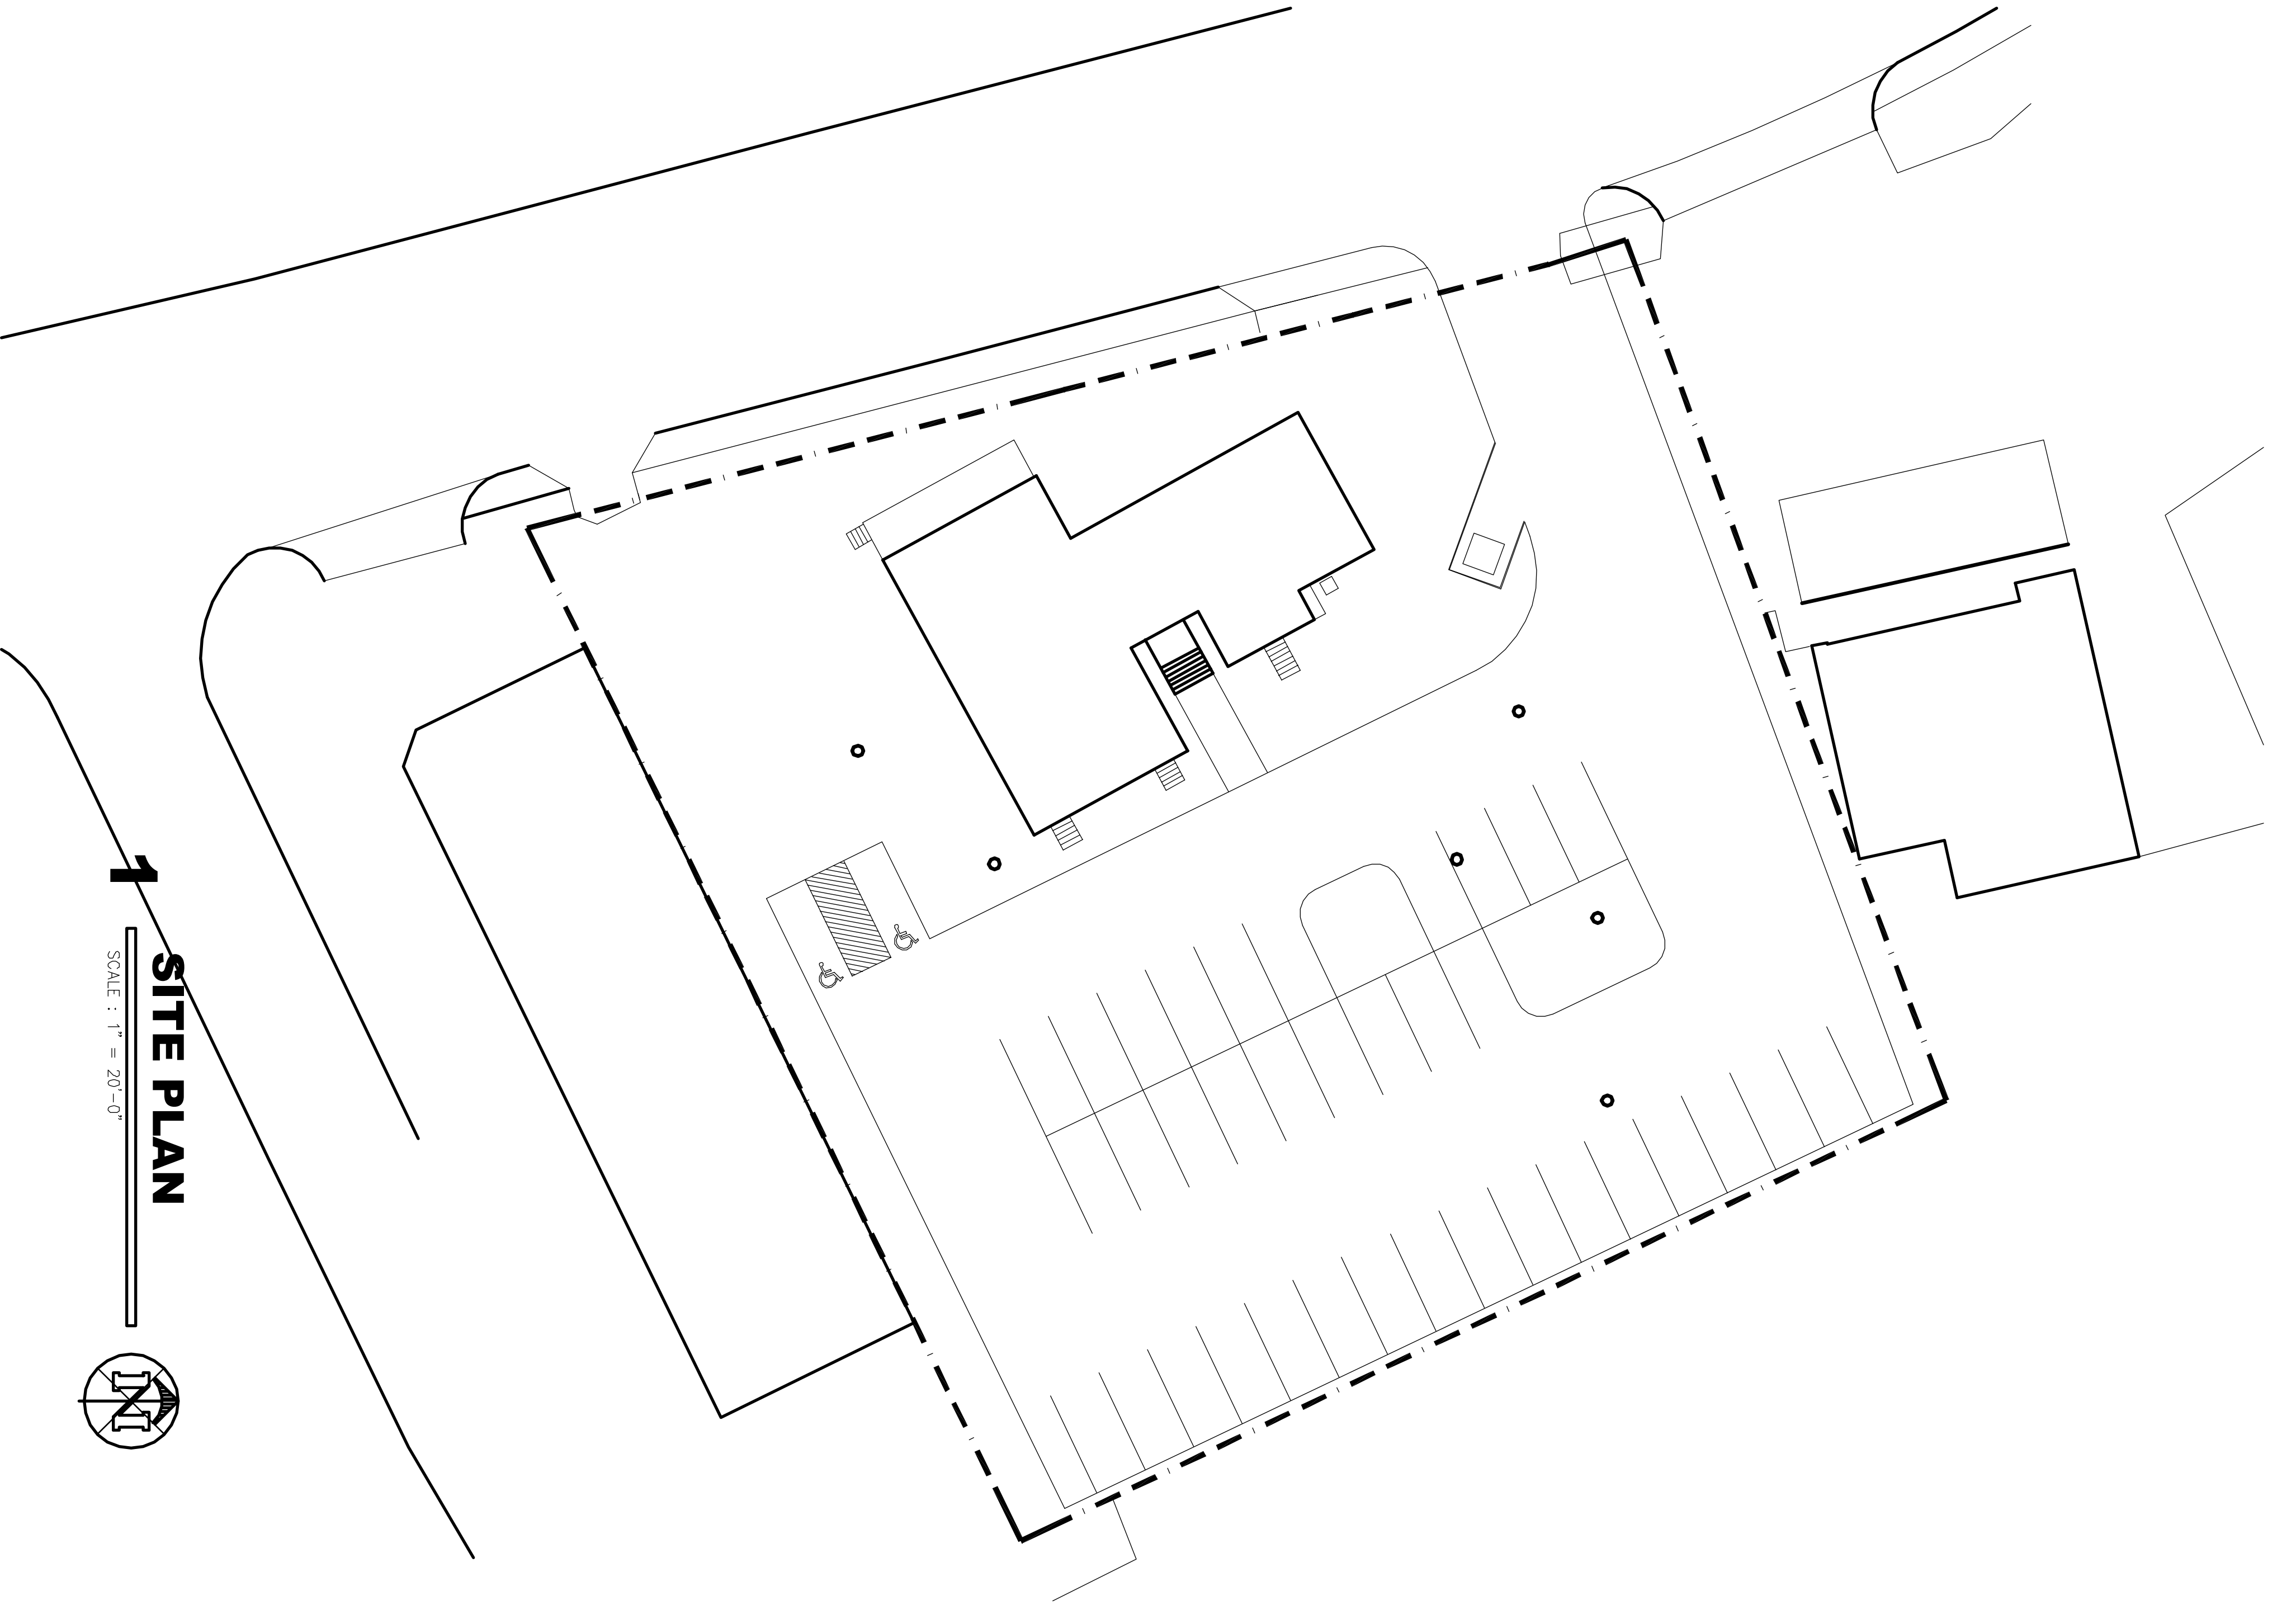 1
SITE PLAN
SCALE : 1" = 20'-0"
N